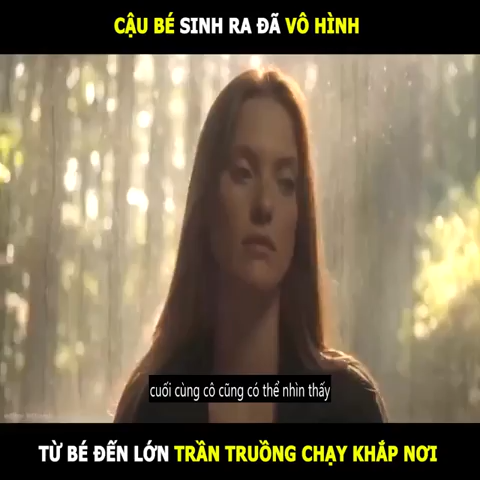 CẬU BÉ SINH RA ĐÃ VÔ HÌNH
cuối cùng cô cũng có thể nhìn thấy
TỪ BÉ ĐẾN LỚN TRẦN TRUỒNG CHẠY KHẮP NƠI